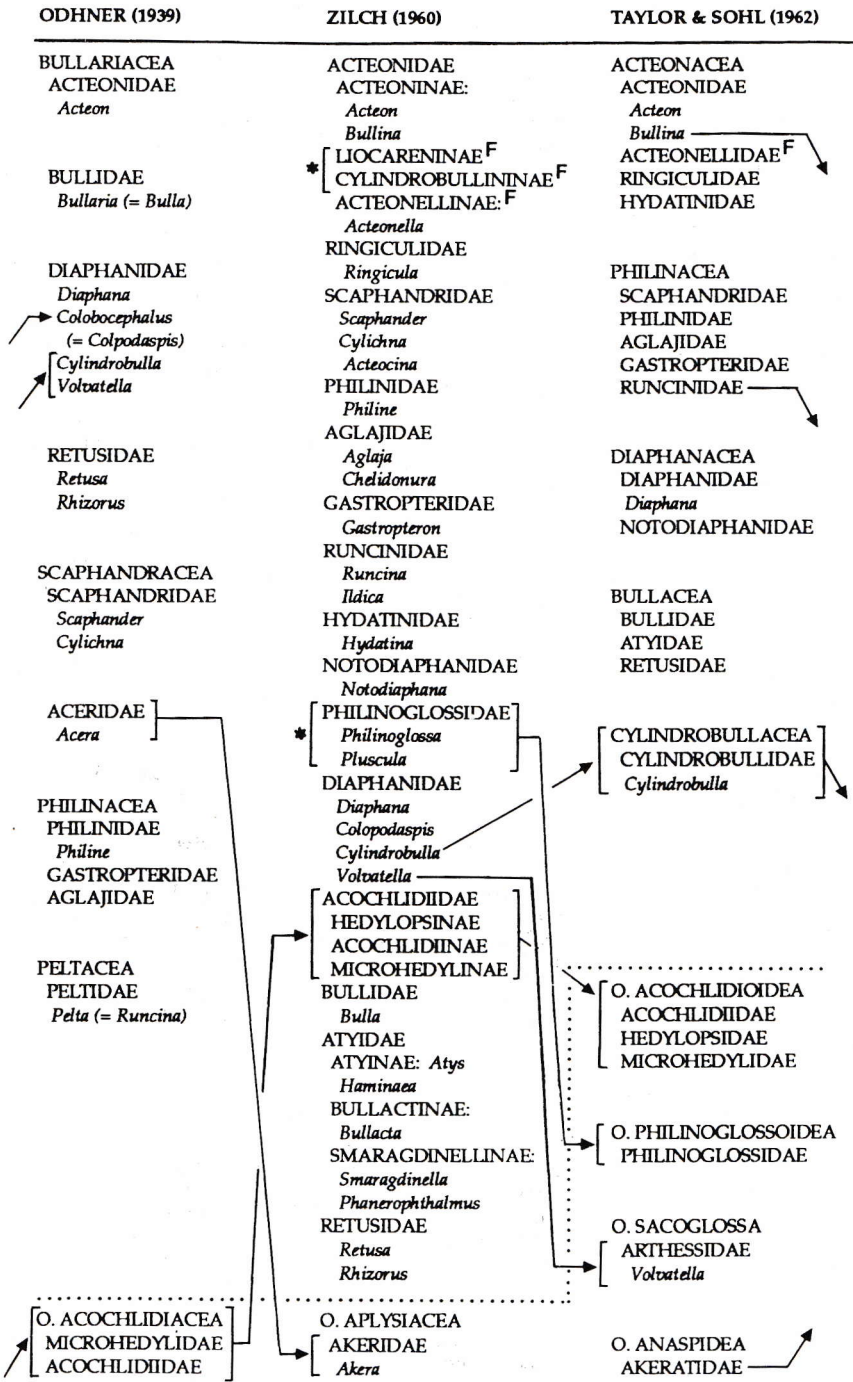 ODHNER (1939)
BULLARIACEA
ACTEONIDAE
Acteon
BULLIDAE
Bullaria (= Bulla)
DIAPHANIDAE
Diaphana
Colobocephalus
(= Colpodaspis)
Cylindrobulla
Volvatella
RETUSIDAE
Retusa
Rhizorus
SCAPHANDRACEA
SCAPHANDRIDAE
Scaphander
Cylichna
ACERIDAE
Acera
PHILINACEA
PHILINIDAE
Philine
GASTROPTERIDAE
AGLAJIDAE
PELTACEA
PELTIDAE
Pelta (= Runcina)
O. ACOCHLIDIACEA
MICROHEDYLIDAE
ACOCHLIDIIDAE
ZILCH (1960)
ACTEONIDAE
ACTEONINAE:
Acteon
Bullina
* LIOCARENINAE F
CYLINDROBULLININAE F
ACTEONELLINAE: F
Acteonella
RINGICULIDAE
Ringicula
SCAPHANDRIDAE
Scaphander
Cylichna
Acteocina
PHILINIDAE
Philine
AGLAJIDAE
Aglaja
Chelidonura
GASTROPTERIDAE
Gastropteron
RUNCINIDAE
Runcina
Ildica
HYDATINIDAE
Hydatina
NOTODIAPHANIDAE
Notodiaphana
PHILINOGLOSSIDAE
* Philinoglossa
Pluscula
DIAPHANIDAE
Diaphana
Colopodaspis
Cylindrobulla
Volvatella
ACOCHLIDIIDAE
HEDYLOPSINAE
ACOCHLIDIINAE
MICROHEDYLINAE
BULLIDAE
Bulla
ATYIDAE
ATYINAE: Atys
Haminaea
BULLACTINAE:
Bullacta
SMARAGDINELLINAE:
Smaragdinella
Phanerophthalmus
RETUSIDAE
Retusa
Rhizorus
O. APLYSIACEA
AKERIDAE
Akera
TAYLOR & SOHL (1962)
ACTEONACEA
ACTEONIDAE
Acteon
Bullina
ACTEONELLIDAE F
RINGICULIDAE
HYDATINIDAE
PHILINACEA
SCAPHANDRIDAE
PHILINIDAE
AGLAJIDAE
GASTROPTERIDAE
RUNCINIDAE
DIAPHANACEA
DIAPHANIDAE
Diaphana
NOTODIAPHANIDAE
BULLACEA
BULLIDAE
ATYIDAE
RETUSIDAE
CYLINDROBULLACEA
CYLINDROBULLIDAE
Cylindrobulla
O. ACOCHLIDIOIDEA
ACOCHLIDIIDAE
HEDYLOPSIDAE
MICROHEDYLIDAE
O. PHILINOGLOSSOIDEA
PHILINOGLOSSIDAE
O. SACOGLOSSA
ARTHESSIDAE
Volvatella
O. ANASPIDEA
AKERATIDAE